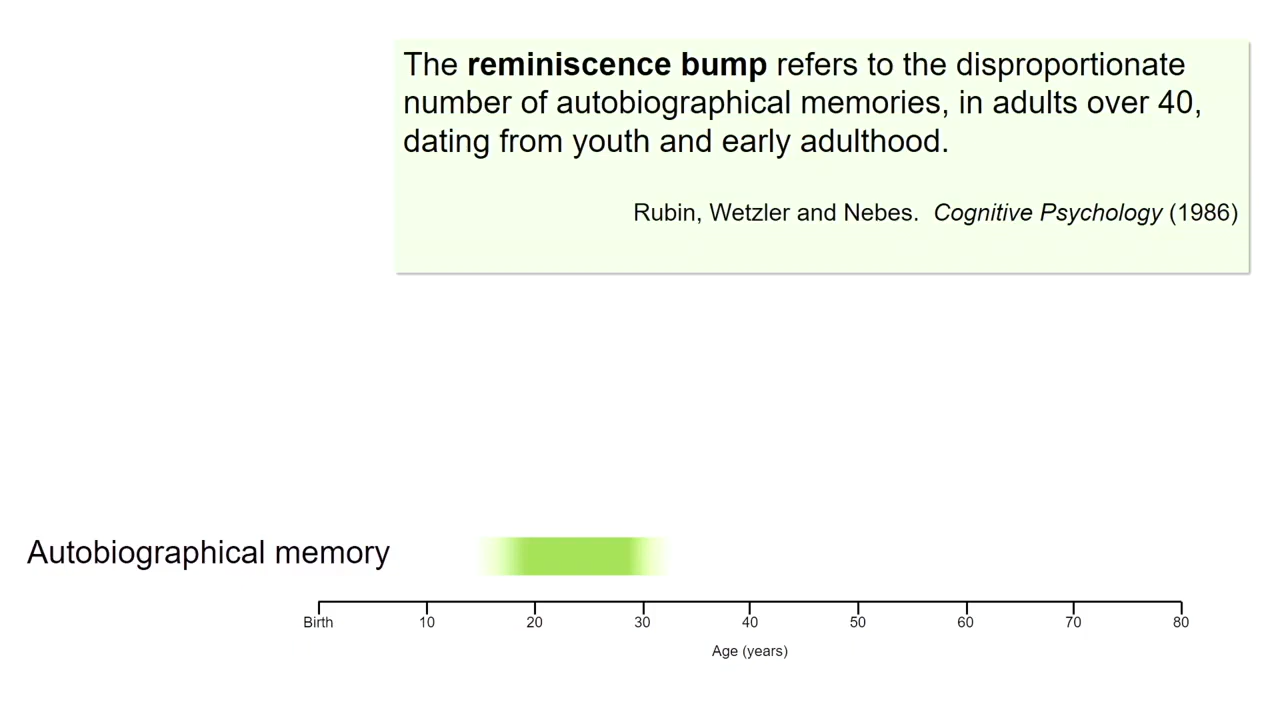 The reminiscence bump refers to the disproportionate
number of autobiographical memories, in adults over 40,
dating from youth and early adulthood.
Rubin, Wetzler and Nebes. Cognitive Psychology (1986)
Autobiographical memory
Birth 10 20 30 40 50 60 70 80
Age (years)